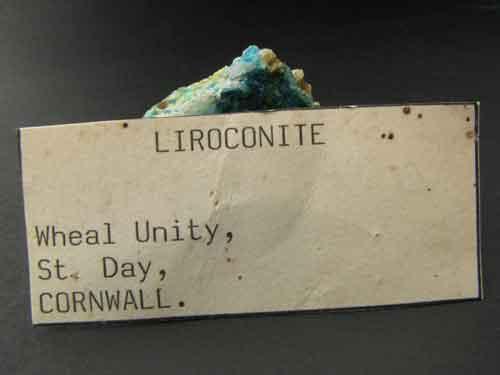 LIROCONITE
Wheal Unity,
St. Day,
CORNWALL.